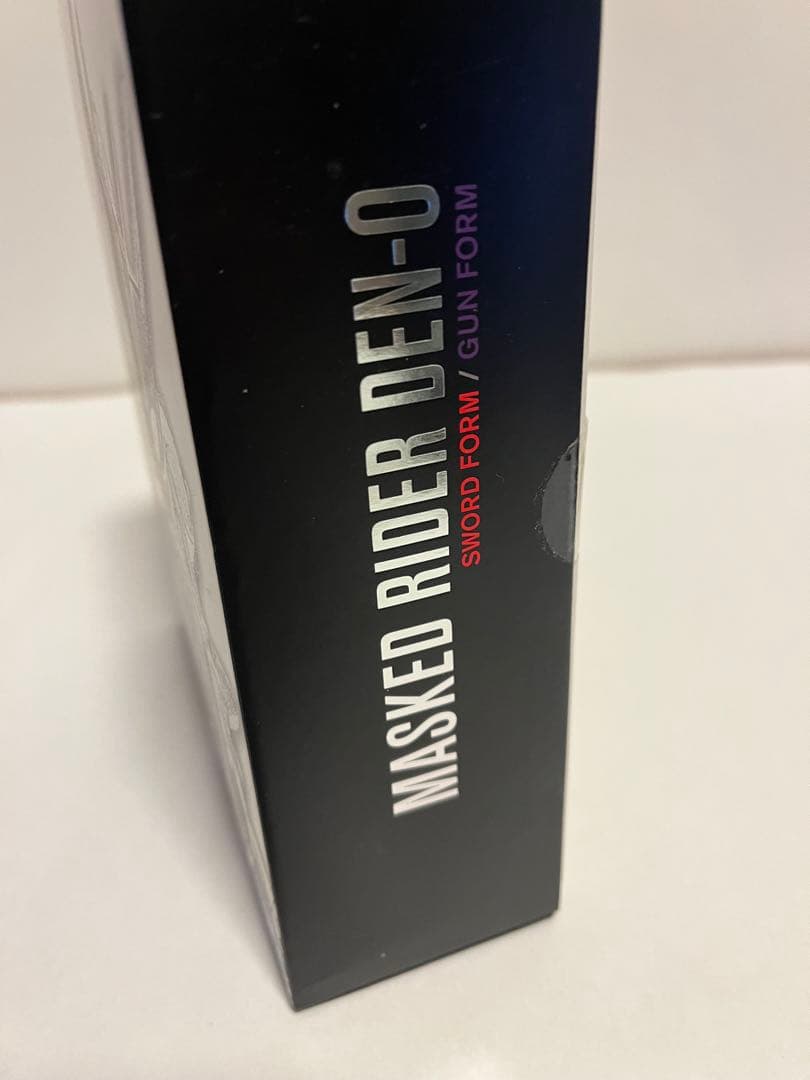 MASKED RIDER DEN-O
SWORD FORM / GUN FORM